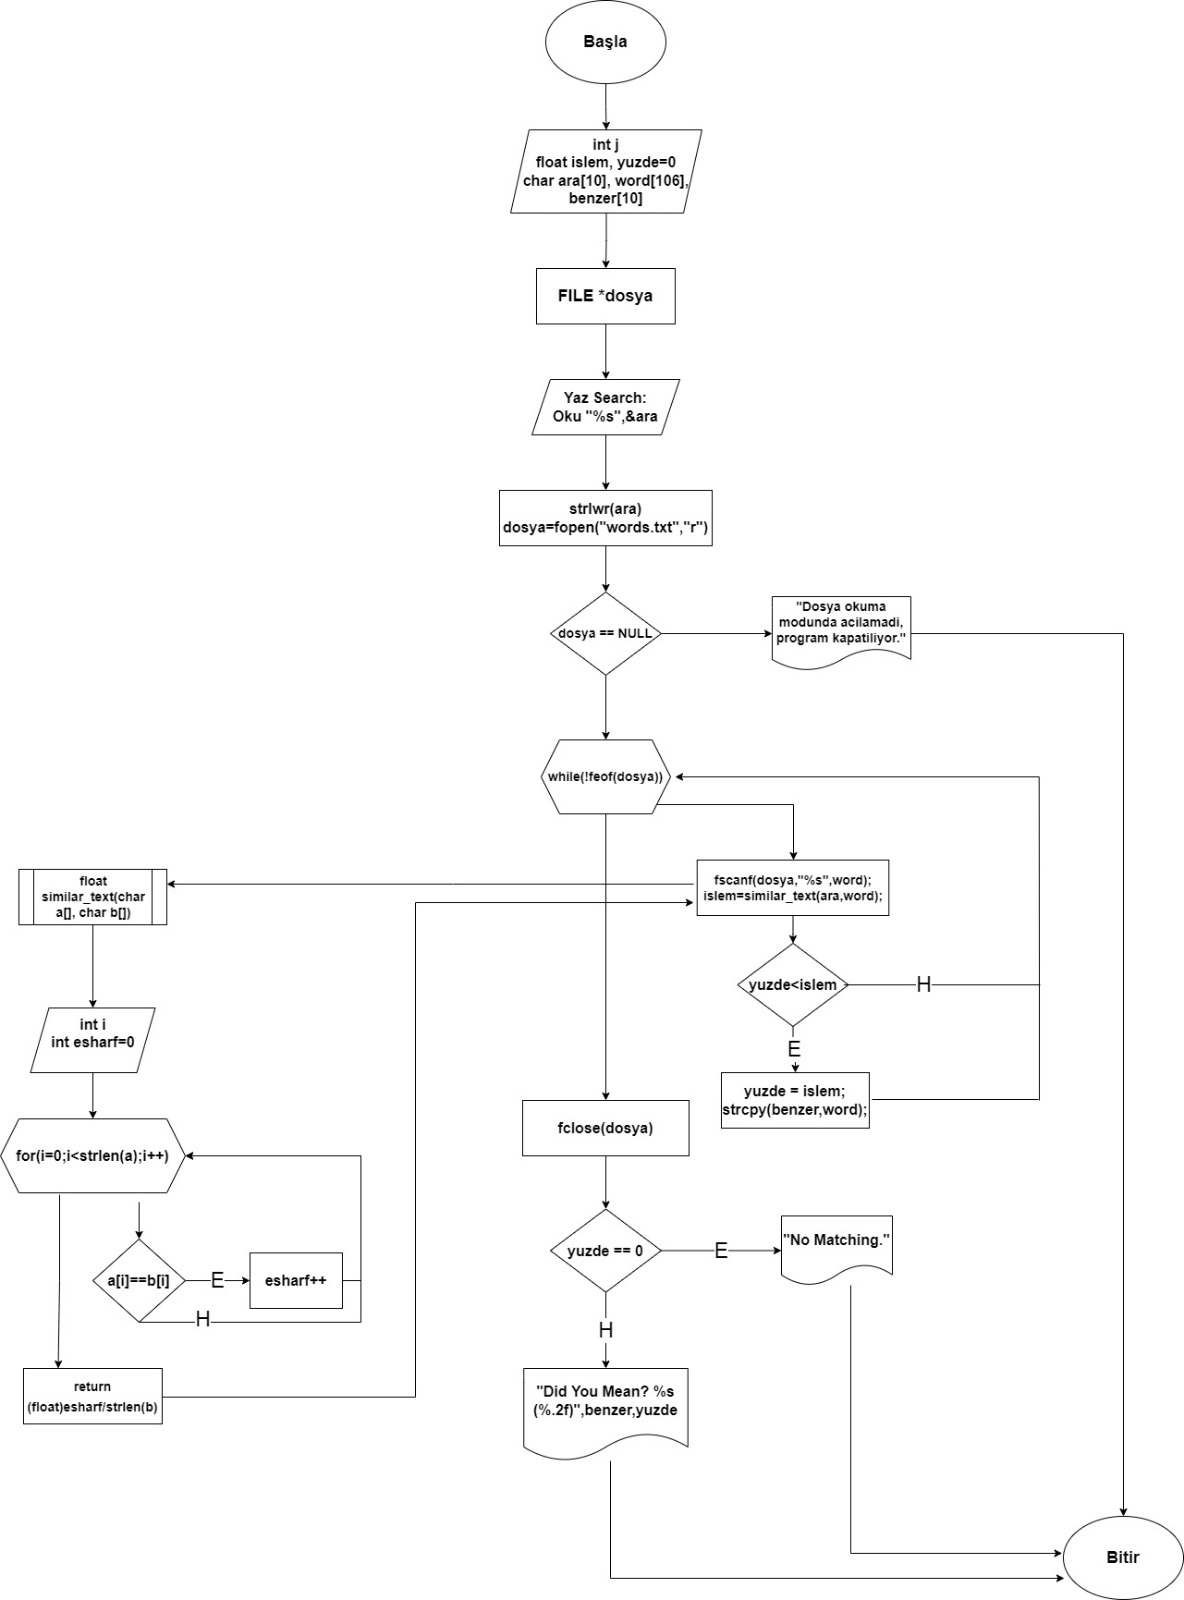 Başla
int j
float islem, yuzde=0
char ara[10], word[106],
benzer[10]
FILE *dosya
Yaz Search:
Oku "%s",&ara
strlwr(ara)
dosya=fopen("words.txt","r")
dosya == NULL
"Dosya okuma
modunda acilamadi,
program kapatiliyor."
while(!feof(dosya))
fscanf(dosya,"%s",word);
islem=similar_text(ara,word);
float
similar_text(char
a[], char b[])
yuzde<islem
H
E
yuzde = islem;
strcpy(benzer,word);
int i
int esharf=0
for(i=0;i<strlen(a);i++)
a[i]==b[i]
E
esharf++
H
return
(float)esharf/strlen(b)
fclose(dosya)
yuzde == 0
E
"No Matching."
H
"Did You Mean? %s
(%.2f)",benzer,yuzde
Bitir